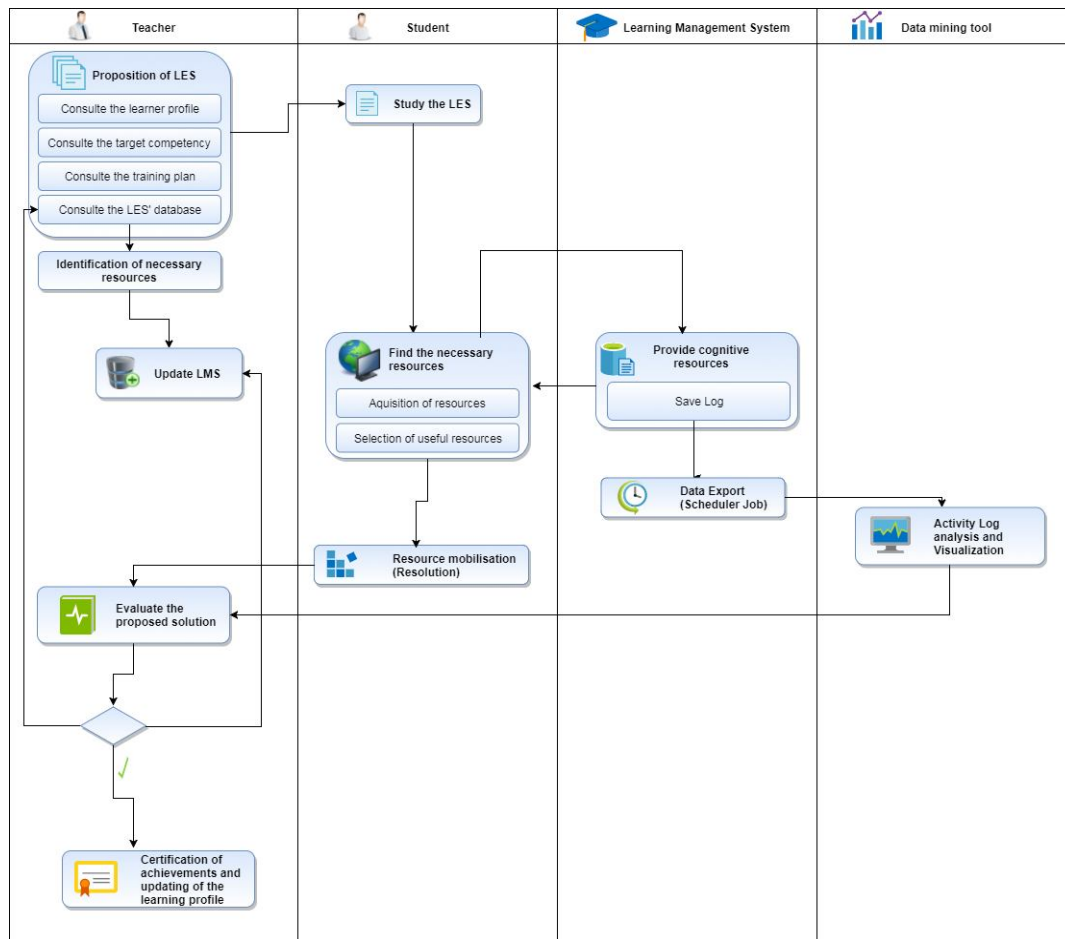 Teacher
Student
Learning Management System
Data mining tool
Proposition of LES
Consulte the learner profile
Consulte the target competency
Consulte the training plan
Consulte the LES' database
Identification of necessary
resources
Update LMS
Study the LES
Find the necessary
resources
Aquisition of resources
Selection of useful resources
Provide cognitive
resources
Save Log
Data Export
(Scheduler Job)
Activity Log
analysis and
Visualization
Resource mobilisation
(Resolution)
Evaluate the
proposed solution
Certification of
achievements and
updating of the
learning profile